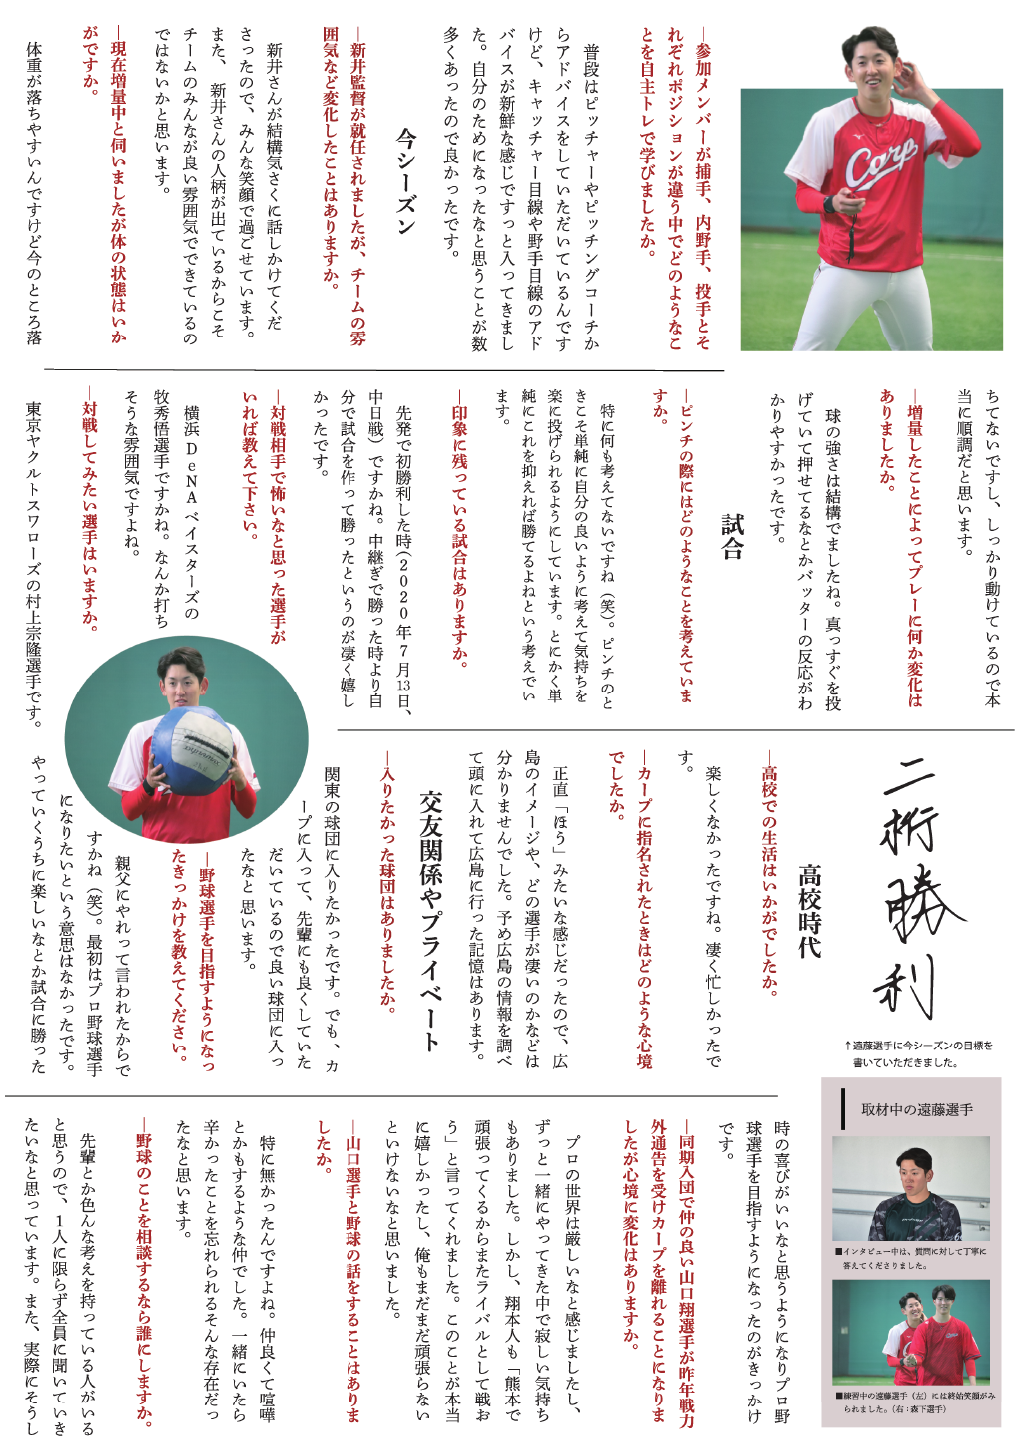 ―参加メンバーが捕手、内野手、投手とそ
れぞれポジションが違う中でどのようなこ
とを自主トレで学びましたか。
普段はピッチャーやピッチングコーチか
らアドバイスをしていただいているんです
けど、キャッチャー目線や野手目線のアド
バイスが新鮮な感じですっと入ってきまし
た。自分のためになったなと思うことが数
多くあったので良かったです。
今シーズン
―新井監督が就任されましたが、チームの雰
囲気など変化したことはありますか。
新井さんが結構気さくに話しかけてくだ
さったので、みんな笑顔で過ごせています。
また、新井さんの人柄が出ているからこそ
チームのみんなが良い雰囲気でできているの
ではないかと思います。
―現在増量中と伺いましたが体の状態はいか
がですか。
体重が落ちやすいんですけど今のところ落
ちてないですし、しっかり動けているので本
当に順調だと思います。
―増量したことによってプレーに何か変化は
ありましたか。
球の強さは結構でましたね。真っすぐを投
げていて押せてるなとかバッターの反応がわ
かりやすかったです。
試合
―ピンチの際にはどのようなことを考えていま
すか。
特に何も考えてないですね（笑）。ピンチのと
きこそ単純に自分の良いように考えて気持ちを
楽に投げられるようにしています。とにかく単
純にこれを抑えれば勝てるよねという考えでい
ます。
―印象に残っている試合はありますか。
先発で初勝利した時(２０２０年７月13日、
中日戦）ですかね。中継ぎで勝った時より自
分で試合を作って勝ったというのが凄く嬉し
かったです。
―対戦相手で怖いなと思った選手が
いれば教えて下さい。
横浜ＤｅＮＡベイスターズの
牧秀悟選手ですかね。なんか打ち
そうな雰囲気ですよね。
―対戦してみたい選手はいますか。
東京ヤクルトスワローズの村上宗隆選手です。
二桁勝利
↑遠藤選手に今シーズンの目標を
書いていただきました。
高校時代
―高校での生活はいかがでしたか。
楽しくなかったですね。凄く忙しかったで
す。
―カープに指名されたときはどのような心境
でしたか。
正直「ほう」みたいな感じだったので、広
島のイメージや、どの選手が凄いのかなどは
分かりませんでした。予め広島の情報を調べ
て頭に入れて広島に行った記憶はあります。
交友関係やプライベート
―入りたかった球団はありましたか。
関東の球団に入りたかったです。でも、カ
ープに入って、先輩にも良くしていた
だいているので良い球団に入っ
たなと思います。
―野球選手を目指すようになっ
たきっかけを教えてください。
親父にやれって言われたからで
すかね（笑）。最初はプロ野球選手
になりたいという意思はなかったです。
やっていくうちに楽しいなとか試合に勝った
時の喜びがいいなと思うようになりプロ野
球選手を目指すようになったのがきっかけ
です。
―同期入団で仲の良い山口翔選手が昨年戦力
外通告を受けカープを離れることになりま
したが心境に変化はありますか。
プロの世界は厳しいなと感じましたし、
ずっと一緒にやってきた中で寂しい気持ち
もありました。しかし、翔本人も「熊本で
頑張ってくるからまたライバルとして戦お
う」と言ってくれました。このことが本当
に嬉しかったし、俺もまだまだ頑張らない
といけないなと思いました。
―山口選手と野球の話をすることはありま
したか。
特に無かったんですよね。仲良くて喧嘩
とかもするような仲でした。一緒にいたら
辛かったことを忘れられるそんな存在だっ
たなと思います。
―野球のことを相談するなら誰にしますか。
先輩とか色んな考えを持っている人がいる
と思うので、１人に限らず全員に聞いていき
たいなと思っています。また、実際にそうし
取材中の遠藤選手
■インタビュー中は、質問に対して丁寧に
答えてくださりました。
■練習中の遠藤選手（左）には終始笑顔がみ
られました。（右：森下選手）
Carp